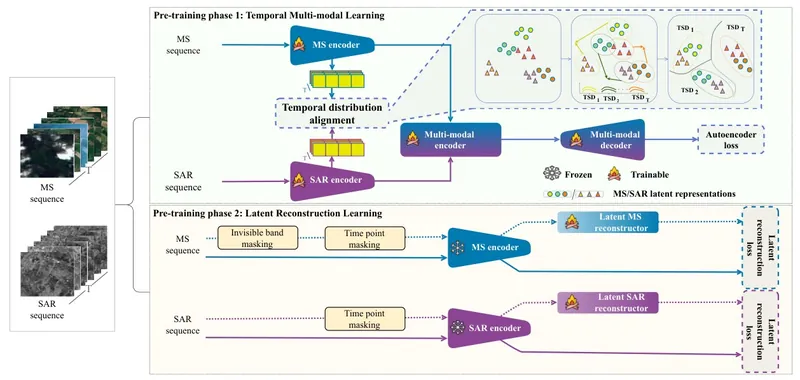 Pre-training phase 1: Temporal Multi-modal Learning
MS
sequence
MS encoder
T
Temporal distribution
alignment
T
SAR encoder
SAR
sequence
Multi-modal
encoder
Multi-modal
decoder
Autoencoder
loss
TSD 1
TSD 2
TSD T
TSD 1
TSD T
TSD 2
Frozen
Trainable
MS/SAR latent representations
T
MS
sequence
T
SAR
sequence
Pre-training phase 2: Latent Reconstruction Learning
MS
sequence
Invisible band
masking
Time point
masking
MS encoder
Latent MS
reconstructor
Latent
reconstruction
loss
SAR
sequence
Time point
masking
SAR encoder
Latent SAR
reconstructor
Latent
reconstruction
loss